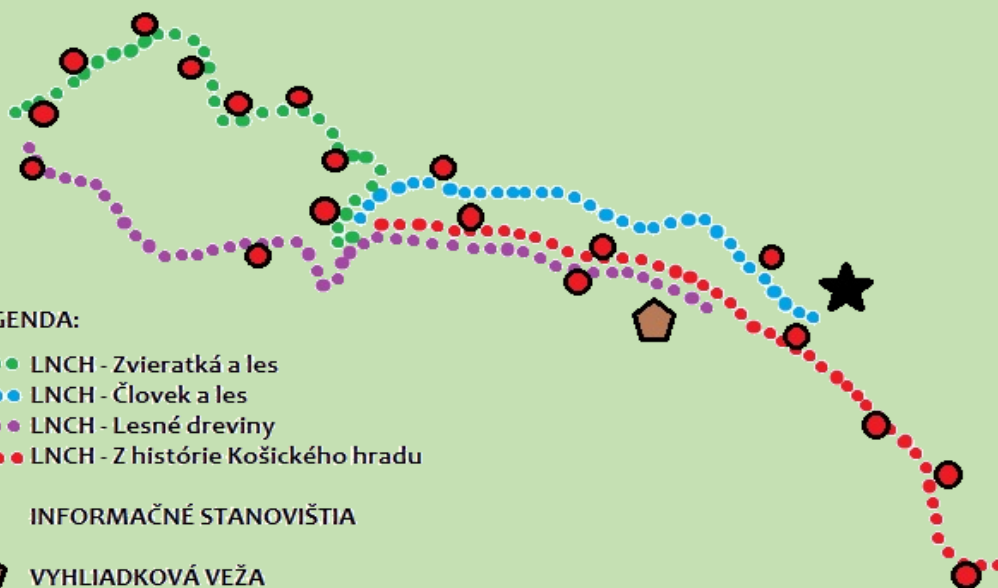 GENDA:
LNCH - Zvieratká a les
LNCH - Človek a les
LNCH - Lesné dreviny
LNCH - Z histórie Košického hradu
INFORMAČNÉ STANOVIŠTIA
VYHLIADKOVÁ VEŽA